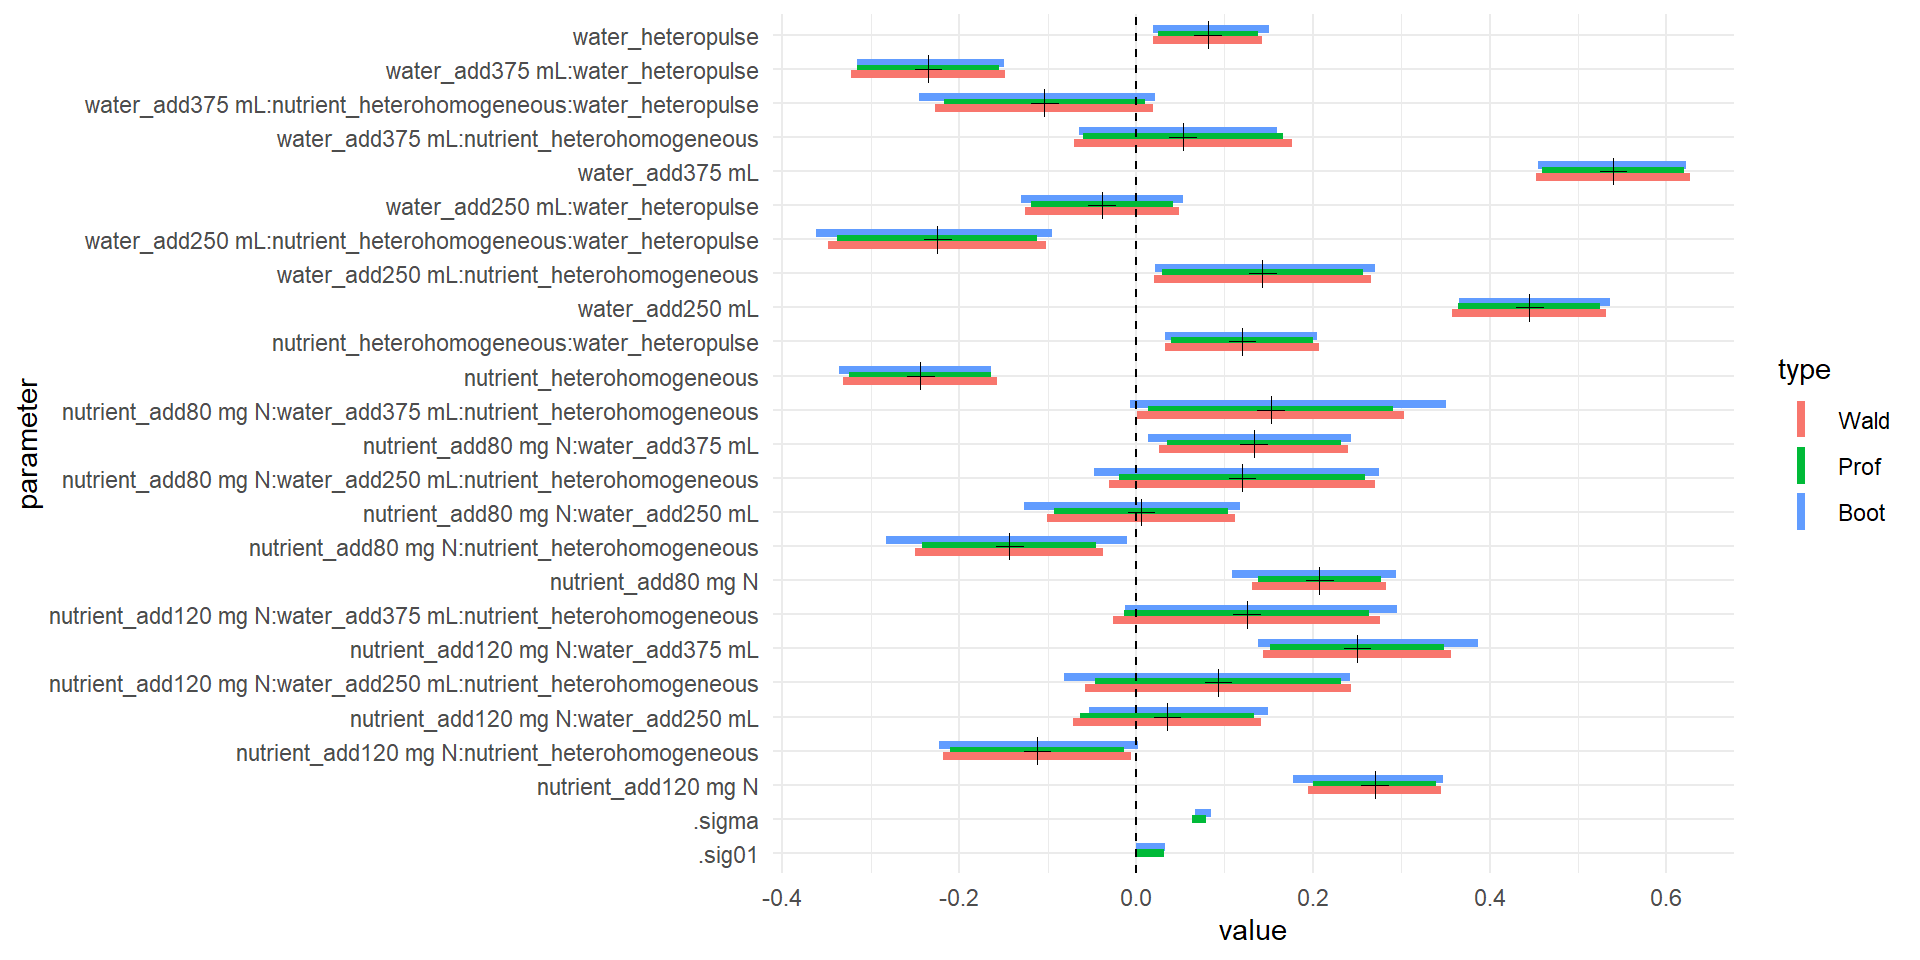 water_heteropulse
water_add375 mL:water_heteropulse
water_add375 mL:nutrient_heterohomogeneous:water_heteropulse
water_add375 mL:nutrient_heterohomogeneous
water_add375 mL
water_add250 mL:water_heteropulse
water_add250 mL:nutrient_heterohomogeneous:water_heteropulse
water_add250 mL:nutrient_heterohomogeneous
water_add250 mL
nutrient_heterohomogeneous:water_heteropulse
nutrient_heterohomogeneous
nutrient_add80 mg N:water_add375 mL:nutrient_heterohomogeneous
nutrient_add80 mg N:water_add375 mL
nutrient_add80 mg N:water_add250 mL:nutrient_heterohomogeneous
nutrient_add80 mg N:water_add250 mL
nutrient_add80 mg N:nutrient_heterohomogeneous
nutrient_add80 mg N
nutrient_add120 mg N:water_add375 mL:nutrient_heterohomogeneous
nutrient_add120 mg N:water_add375 mL
nutrient_add120 mg N:water_add250 mL:nutrient_heterohomogeneous
nutrient_add120 mg N:water_add250 mL
nutrient_add120 mg N:nutrient_heterohomogeneous
nutrient_add120 mg N
.sigma
.sig01
parameter
-0.4 -0.2 0.0 0.2 0.4 0.6
value
type
Wald
Prof
Boot